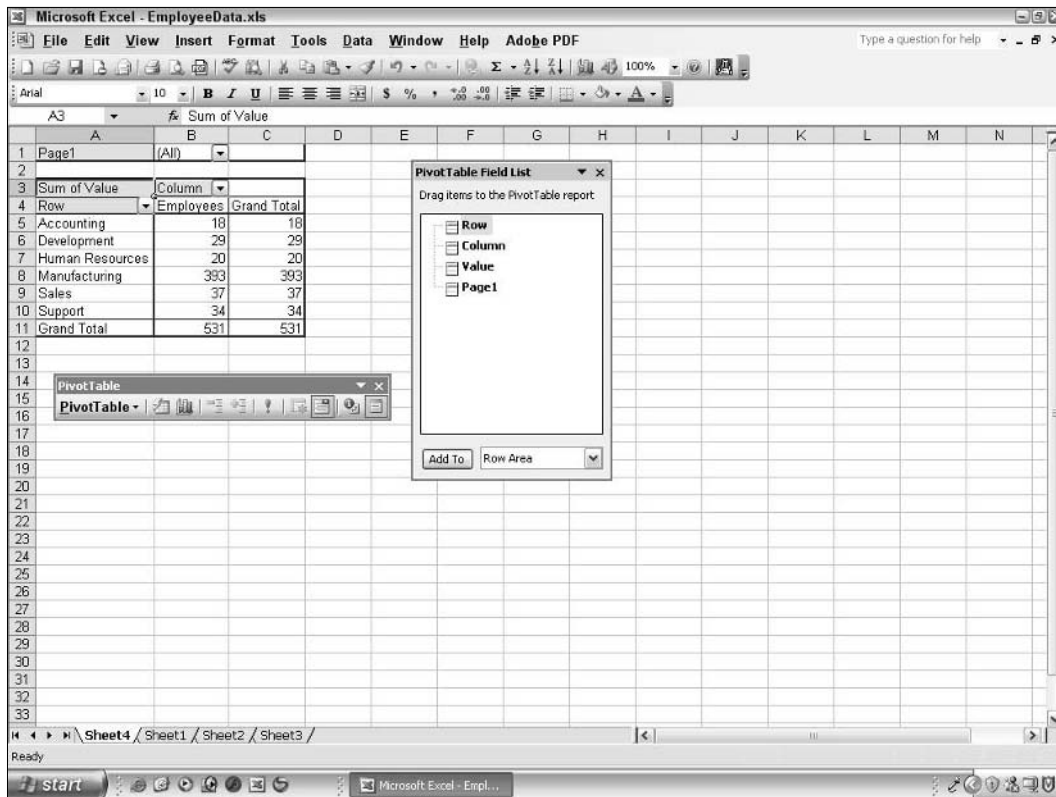 Microsoft Excel - EmployeeData.xls
File Edit View Insert Format Tools Data Window Help Adobe PDF Type a question for help
100%
Arial 10 B I U $ % ,
A3 fx Sum of Value
A B C D E F G H I J K L M N
1 Page1 (All)
2
3 Sum of Value Column
4 Row Employees Grand Total
5 Accounting 18 18
6 Development 29 29
7 Human Resources 20 20
8 Manufacturing 393 393
9 Sales 37 37
10 Support 34 34
11 Grand Total 531 531
12
13
14
15
16
17
18
19
20
21
22
23
24
25
26
27
28
29
30
31
32
33
PivotTable Field List
Drag items to the PivotTable report
Row
Column
Value
Page1
Add To Row Area
PivotTable
PivotTable
Sheet4 / Sheet1 / Sheet2 / Sheet3 /
Ready
start Microsoft Excel - Empl...